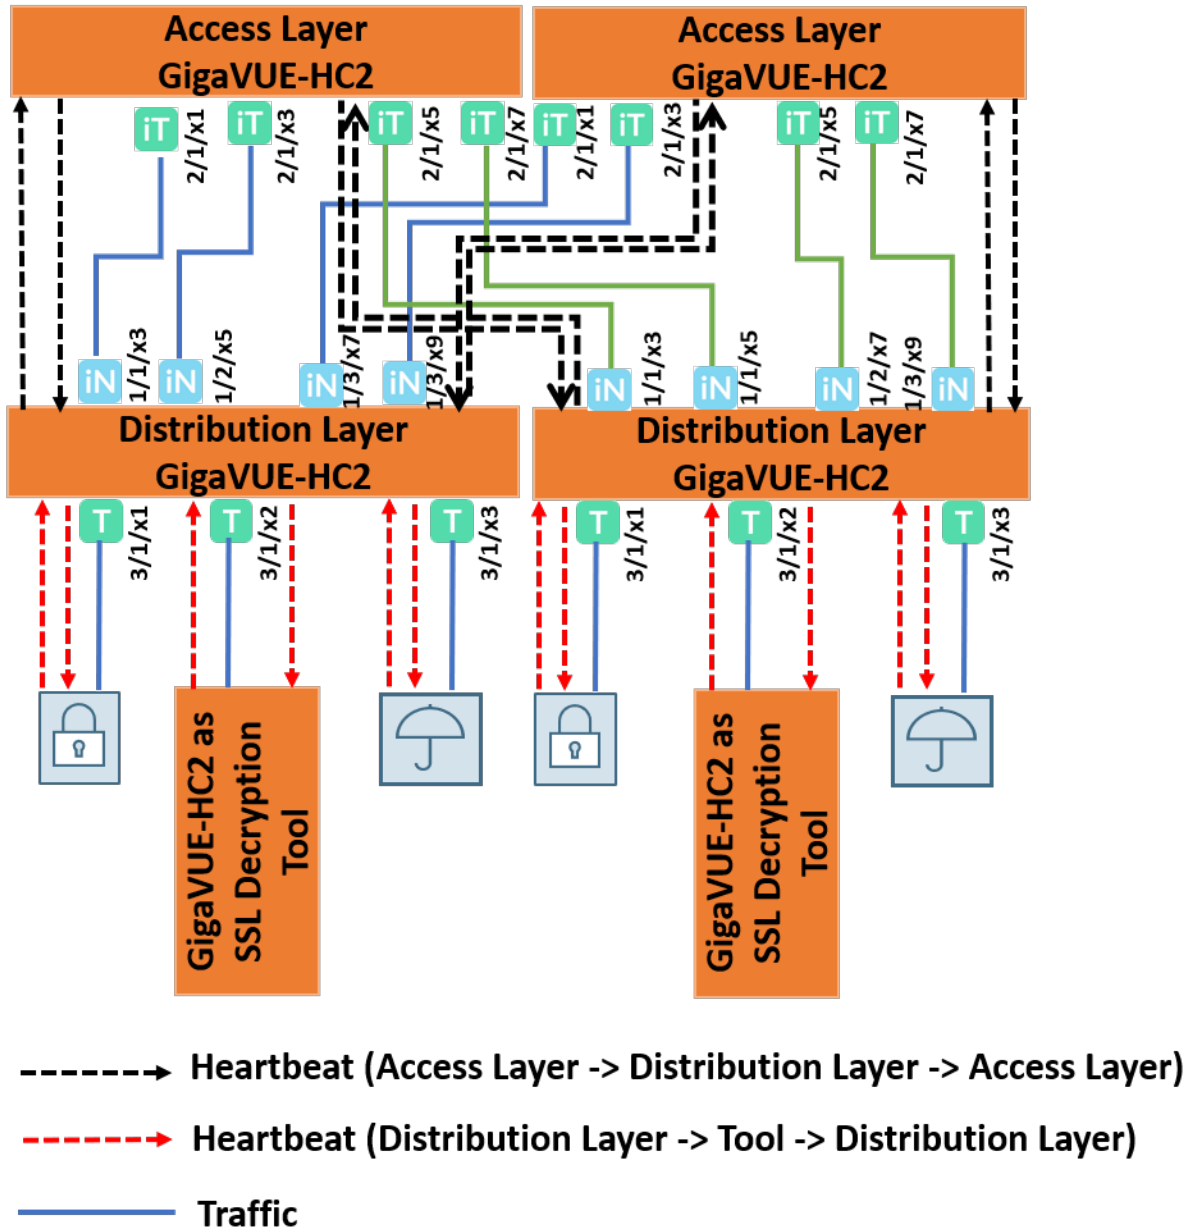 Access Layer
GigaVUE-HC2
Access Layer
GigaVUE-HC2
iT
2/1/x1
iT
2/1/x3
iT
2/1/x5
iT
2/1/x7
iT
2/1/x1
iT
2/1/x3
iT
2/1/x5
iT
2/1/x7
iN
1/1/x3
iN
1/2/x5
iN
1/3/x7
iN
1/3/x9
iN
1/1/x3
iN
1/1/x5
iN
1/2/x7
1/3/x9
iN
Distribution Layer
GigaVUE-HC2
Distribution Layer
GigaVUE-HC2
T
3/1/x1
T
3/1/x2
T
3/1/x3
T
3/1/x1
T
3/1/x2
T
3/1/x3
GigaVUE-HC2 as
SSL Decryption
Tool
GigaVUE-HC2 as
SSL Decryption
Tool
Heartbeat (Access Layer -> Distribution Layer -> Access Layer)
Heartbeat (Distribution Layer -> Tool -> Distribution Layer)
Traffic